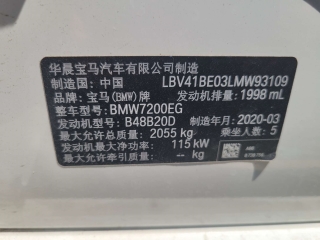 华晨宝马汽车有限公司制造
制造国 中国 LBV41BE03LMW93109
品牌 宝马(BMW)牌 发动机排量 1998 mL
整车型号 BMW7200EG
发动机型号 B48B20D 制造年月 2020-03
最大允许总质量 2055 kg 乘坐人数 5
发动机最大净功率 115 kW
最大允许牵引质量 -- kg